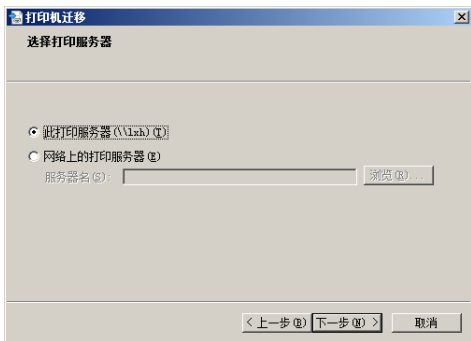 打印机迁移
选择打印服务器
此打印服务器(\\lxh)(T)
网络上的打印服务器(E)
服务器名(S):
浏览(R)...
< 上一步(B) 下一步(N) > 取消